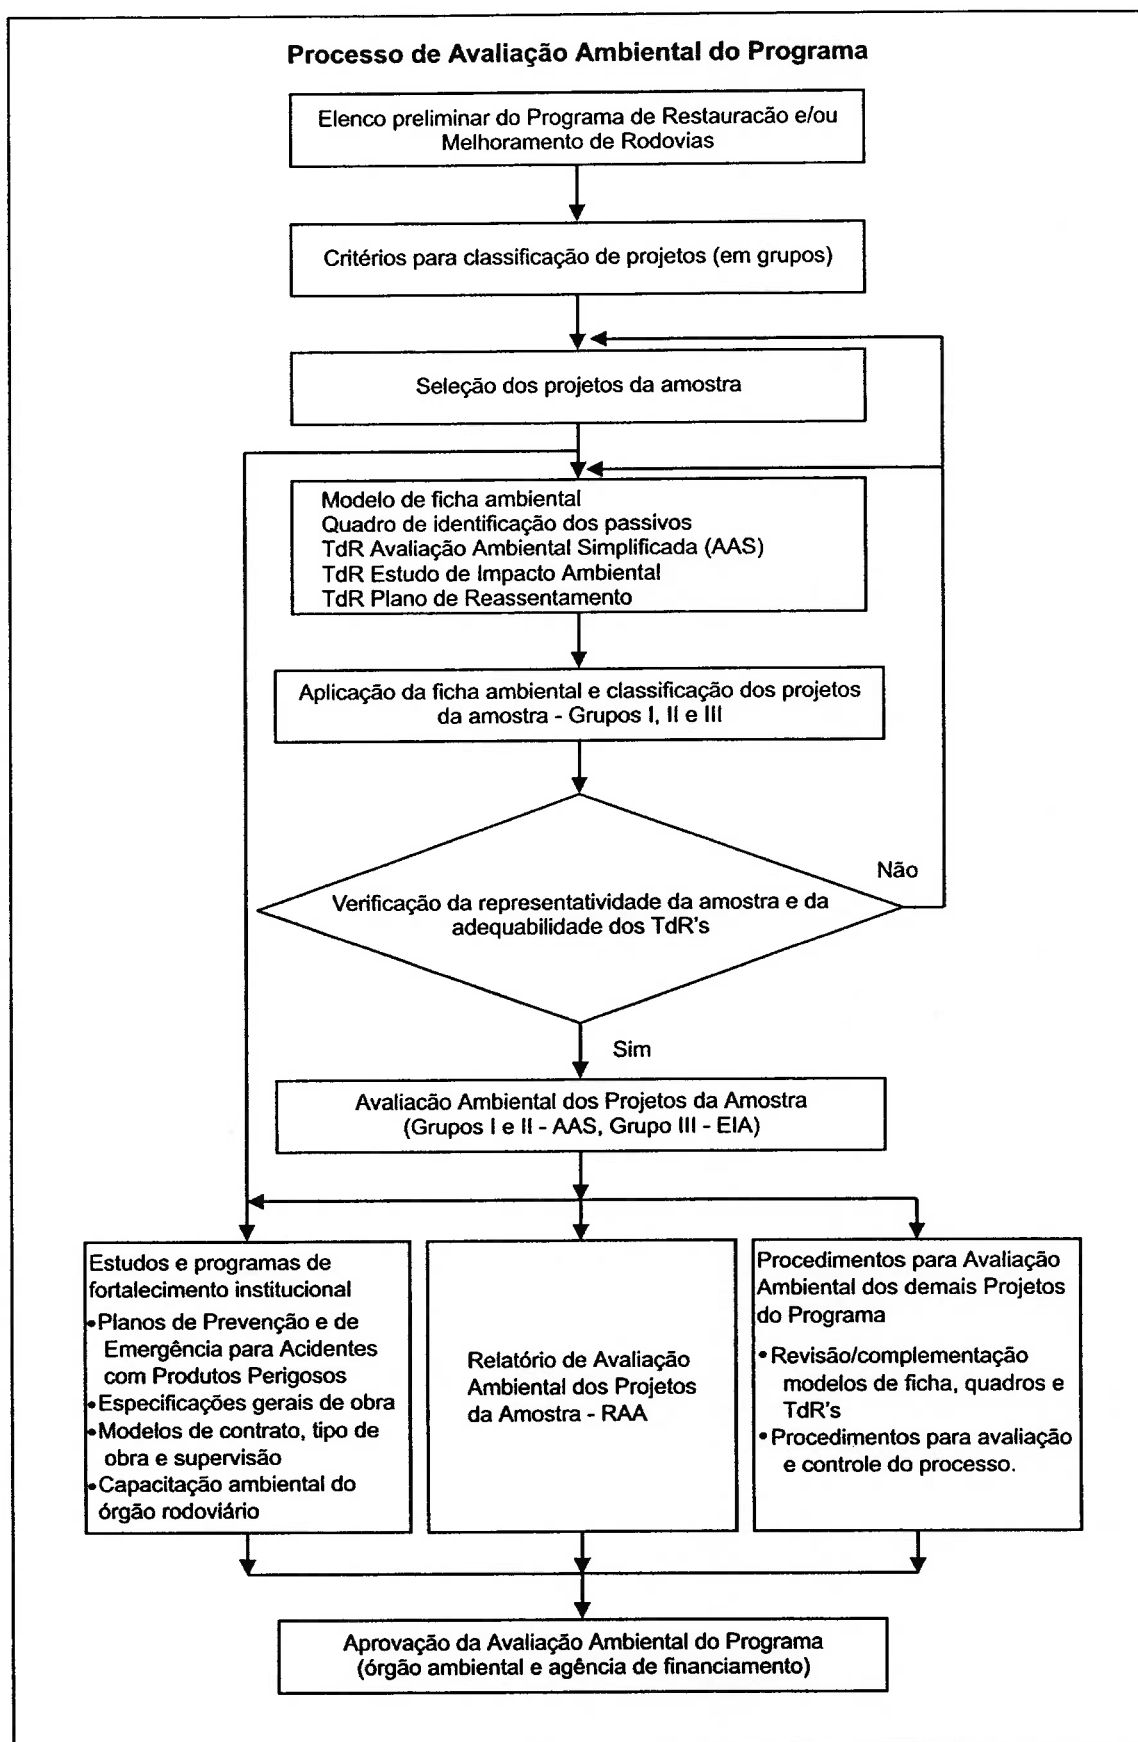 Processo de Avaliação Ambiental do Programa
Elenco preliminar do Programa de Restauracão e/ou
Melhoramento de Rodovias
Critérios para classificação de projetos (em grupos)
Seleção dos projetos da amostra
Modelo de ficha ambiental
Quadro de identificação dos passivos
TdR Avaliação Ambiental Simplificada (AAS)
TdR Estudo de Impacto Ambiental
TdR Plano de Reassentamento
Aplicação da ficha ambiental e classificação dos projetos
da amostra - Grupos I, II e III
Não
Verificação da representatividade da amostra e da
adequabilidade dos TdR's
Sim
Avaliacão Ambiental dos Projetos da Amostra
(Grupos I e II - AAS, Grupo III - EIA)
Estudos e programas de
fortalecimento institucional
•Planos de Prevenção e de
Emergência para Acidentes
com Produtos Perigosos
•Especificações gerais de obra
•Modelos de contrato, tipo de
obra e supervisão
•Capacitação ambiental do
órgão rodoviário
Relatório de Avaliação
Ambiental dos Projetos
da Amostra - RAA
Procedimentos para Avaliação
Ambiental dos demais Projetos
do Programa
• Revisão/complementação
modelos de ficha, quadros e
TdR's
• Procedimentos para avaliação
e controle do processo.
Aprovação da Avaliação Ambiental do Programa
(órgão ambiental e agência de financiamento)